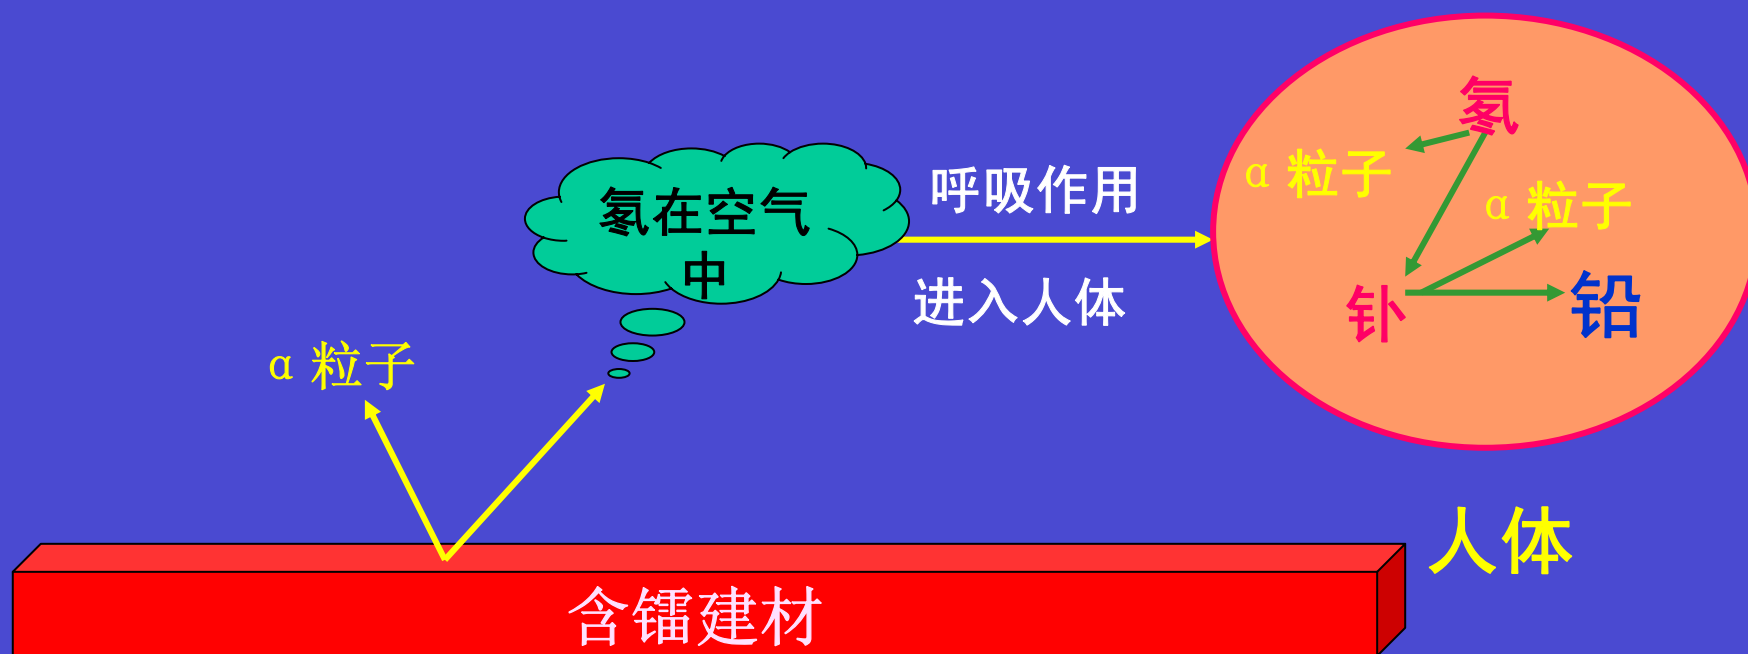 氡
α 粒子
α 粒子
呼吸作用
氡在空气
中
进入人体
钋
铅
α 粒子
人体
含镭建材